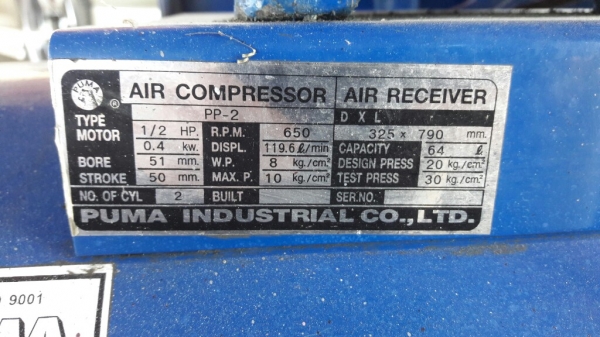 PUMA
®
AIR COMPRESSOR AIR RECEIVER
TYPE PP-2 D X L
MOTOR 1/2 HP. R.P.M. 650 325 x 790 mm.
0.4 kw. DISPL. 119.6 ℓ/min CAPACITY 64 ℓ
BORE 51 mm. W.P. 8 kg./cm² DESIGN PRESS 20 kg./cm²
STROKE 50 mm. MAX. P. 10 kg./cm² TEST PRESS 30 kg./cm²
NO. OF CYL 2 BUILT SER.NO.
PUMA INDUSTRIAL CO., LTD.
9001